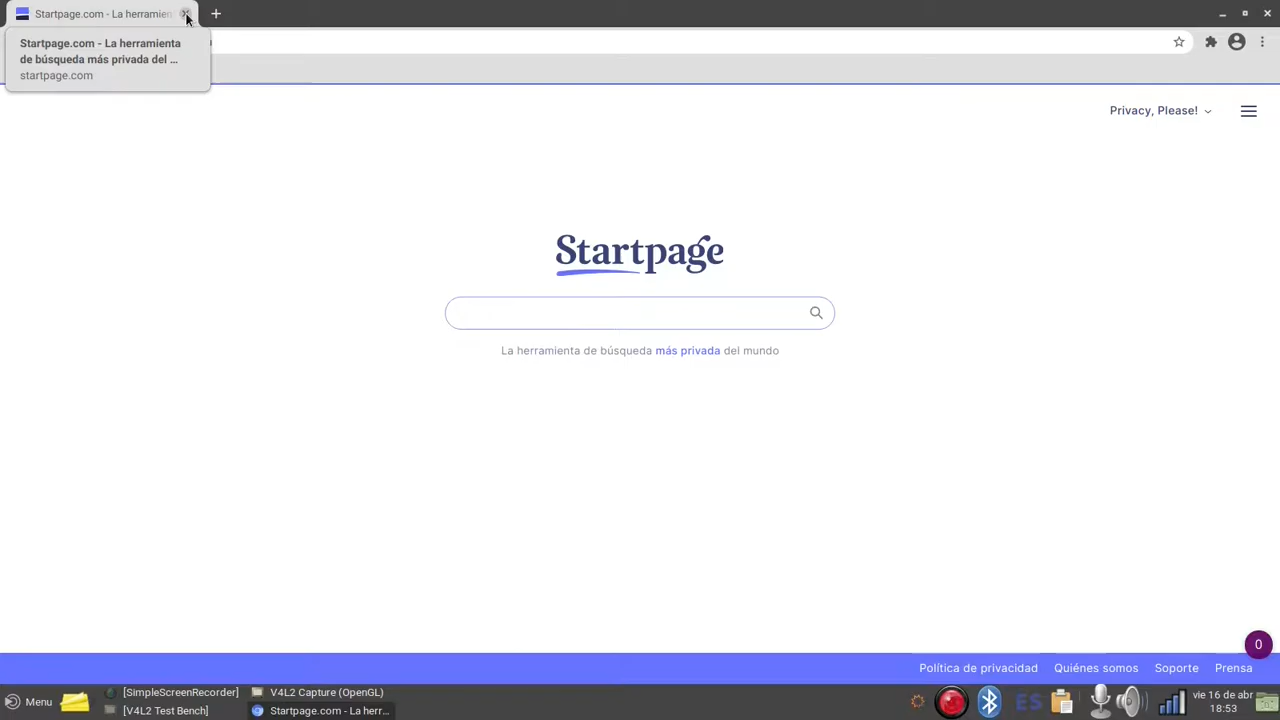 Startpage.com - La herramien
Startpage.com - La herramienta
de búsqueda más privada del ...
startpage.com
Privacy, Please!
Startpage
La herramienta de búsqueda más privada del mundo
0
Política de privacidad Quiénes somos Soporte Prensa
Menu
[SimpleScreenRecorder]
V4L2 Capture (OpenGL)
[V4L2 Test Bench]
Startpage.com - La herr...
ES
vie 16 de abr
18:53